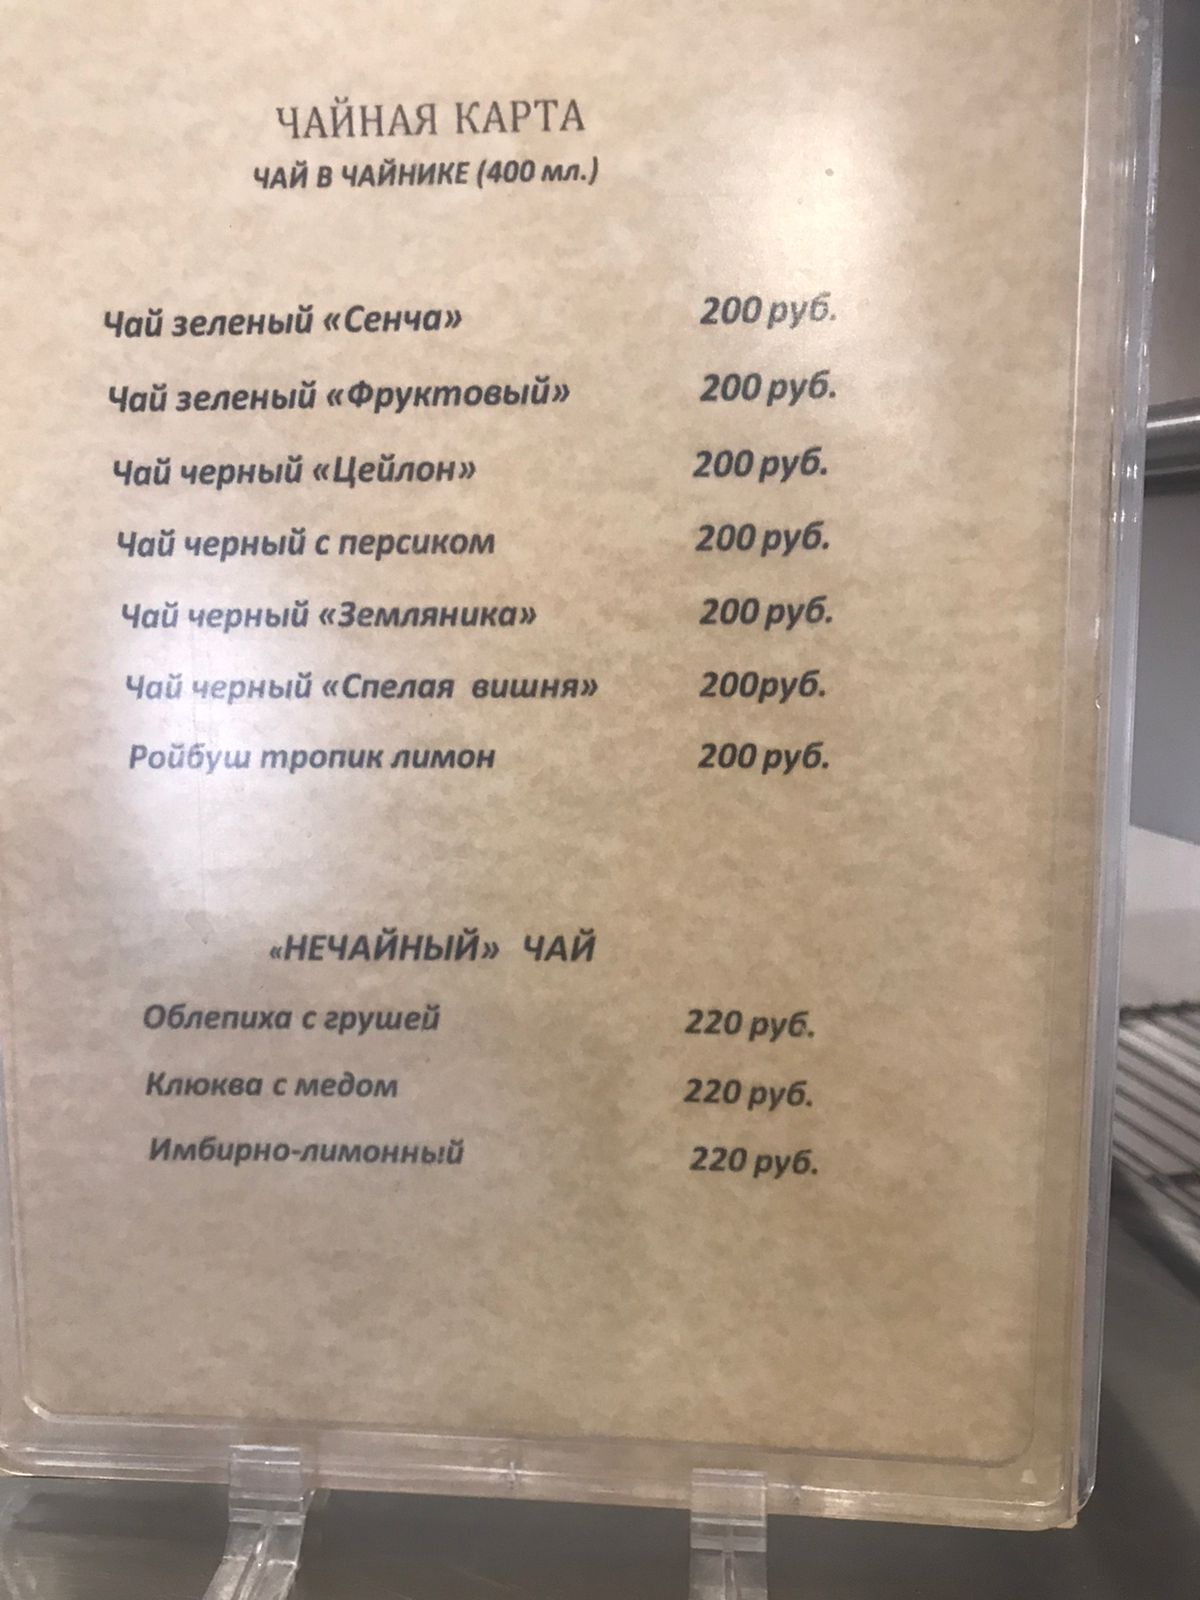 ЧАЙНАЯ КАРТА
ЧАЙ В ЧАЙНИКЕ (400 мл.)
Чай зеленый «Сенча» 200 руб.
Чай зеленый «Фруктовый» 200 руб.
Чай черный «Цейлон» 200 руб.
Чай черный с персиком 200 руб.
Чай черный «Земляника» 200 руб.
Чай черный «Спелая вишня» 200руб.
Ройбуш тропик лимон 200 руб.
«НЕЧАЙНЫЙ» ЧАЙ
Облепиха с грушей 220 руб.
Клюква с медом 220 руб.
Имбирно-лимонный 220 руб.